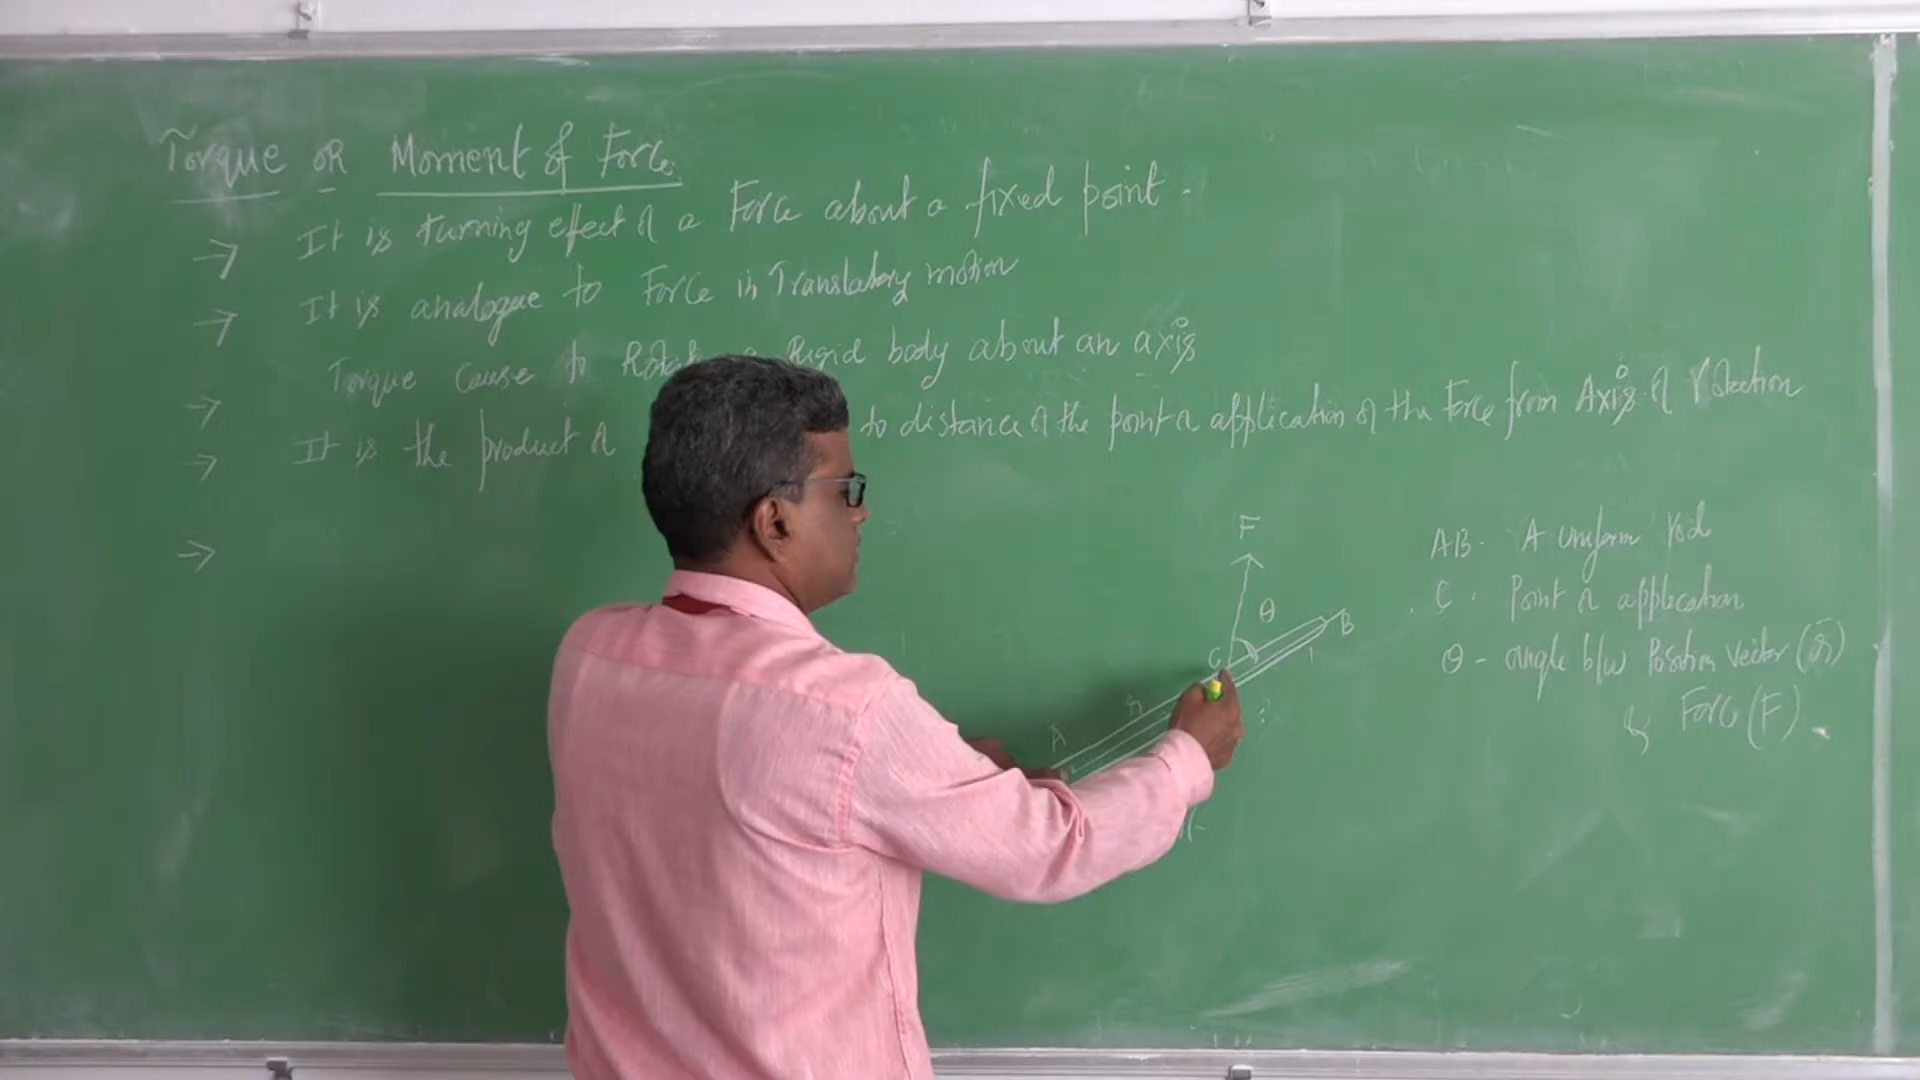 Torque OR Moment of Force.
→ It is turning effect of a Force about a fixed point.
→ It is analogue to Force in Translatory motion
→ Torque cause to Rotate a Rigid body about an axis
→ It is the product of to distance of the point of application of the Force from Axis of rotation
→
F
θ
B
C
r
A
AB - A uniform rod
C - Point of application
θ - angle b/w Position vector (r)
& Force (F)